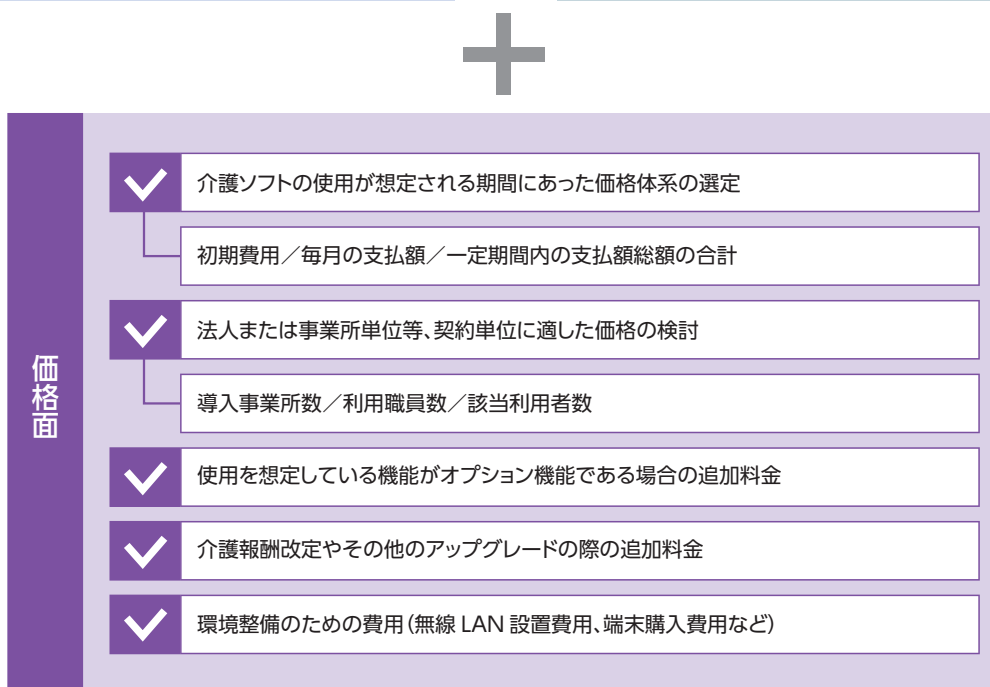 価格面
介護ソフトの使用が想定される期間にあった価格体系の選定
初期費用／毎月の支払額／一定期間内の支払額総額の合計
法人または事業所単位等、契約単位に適した価格の検討
導入事業所数／利用職員数／該当利用者数
使用を想定している機能がオプション機能である場合の追加料金
介護報酬改定やその他のアップグレードの際の追加料金
環境整備のための費用（無線 LAN 設置費用、端末購入費用など）